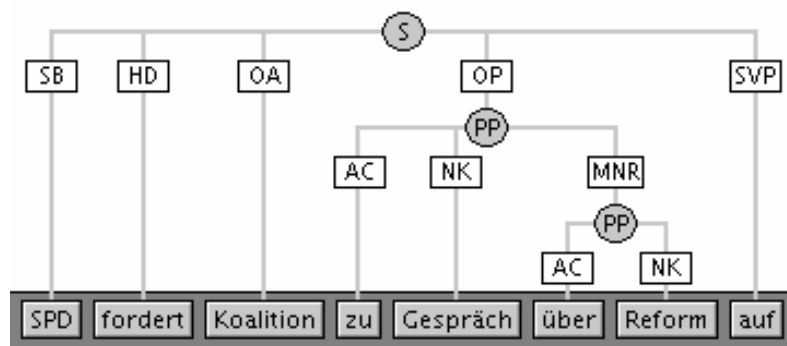 S
SB HD OA OP SVP
PP
AC NK MNR
PP
AC NK
SPD fordert Koalition zu Gespräch über Reform auf